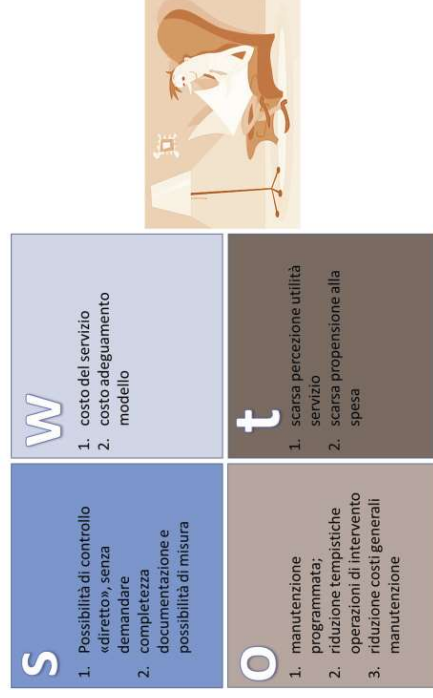 s
1. Possibilità di controllo
«diretto», senza
demandare
2. completezza
documentazione e
possibilità di misura
w
1. costo del servizio
2. costo adeguamento
modello
o
1. manutenzione
programmata;
2. riduzione tempistiche
operazioni di intervento
3. riduzione costi generali
manutenzione
t
1. scarsa percezione utilità
servizio
2. scarsa propensione alla
spesa